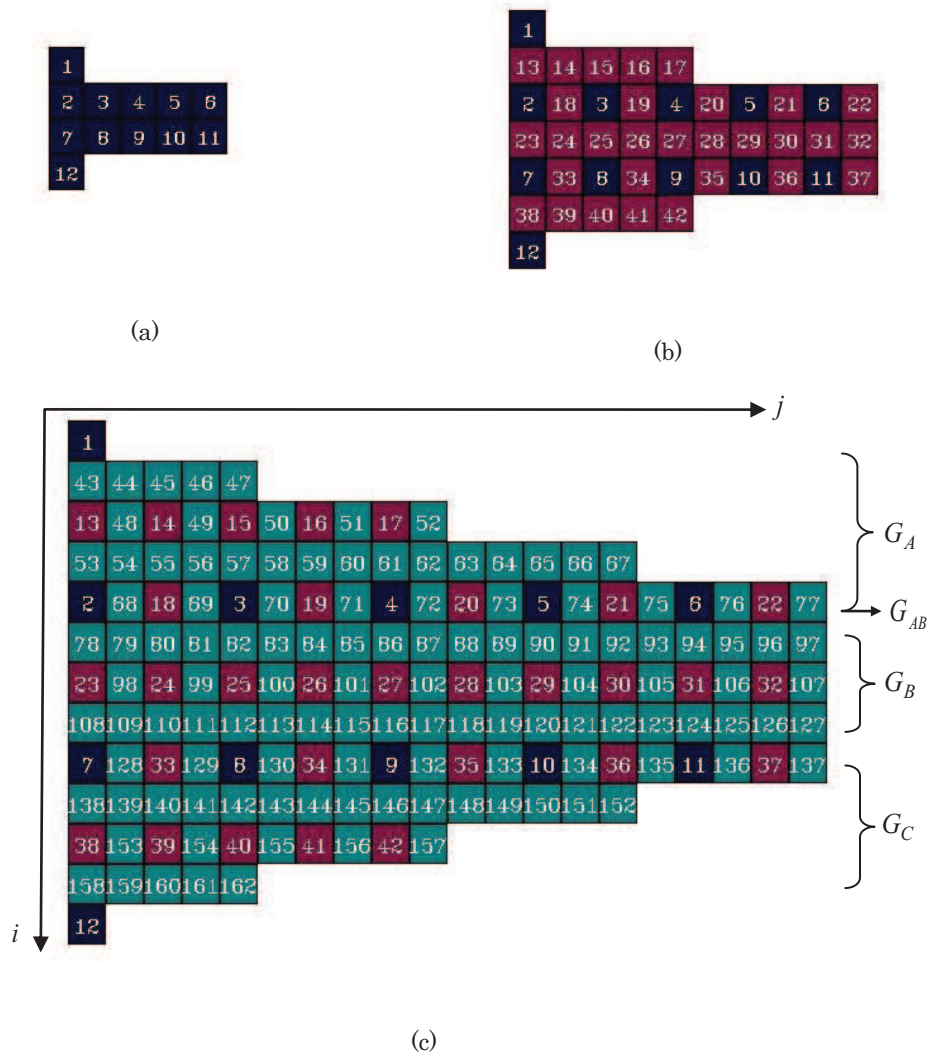 1
2 3 4 5 6
7 8 9 10 11
12
(a)
1
13 14 15 16 17
2 18 3 19 4 20 5 21 6 22
23 24 25 26 27 28 29 30 31 32
7 33 8 34 9 35 10 36 11 37
38 39 40 41 42
12
(b)
j
1
43 44 45 46 47
13 48 14 49 15 50 16 51 17 52
53 54 55 56 57 58 59 60 61 62 63 64 65 66 67
2 68 18 69 3 70 19 71 4 72 20 73 5 74 21 75 6 76 22 77
78 79 80 81 82 83 84 85 86 87 88 89 90 91 92 93 94 95 96 97
23 98 24 99 25 100 26 101 27 102 28 103 29 104 30 105 31 106 32 107
108 109 110 111 112 113 114 115 116 117 118 119 120 121 122 123 124 125 126 127
7 128 33 129 8 130 34 131 9 132 35 133 10 134 36 135 11 136 37 137
138 139 140 141 142 143 144 145 146 147 148 149 150 151 152
38 153 39 154 40 155 41 156 42 157
158 159 160 161 162
12
G_A
G_AB
G_B
G_C
i
(c)